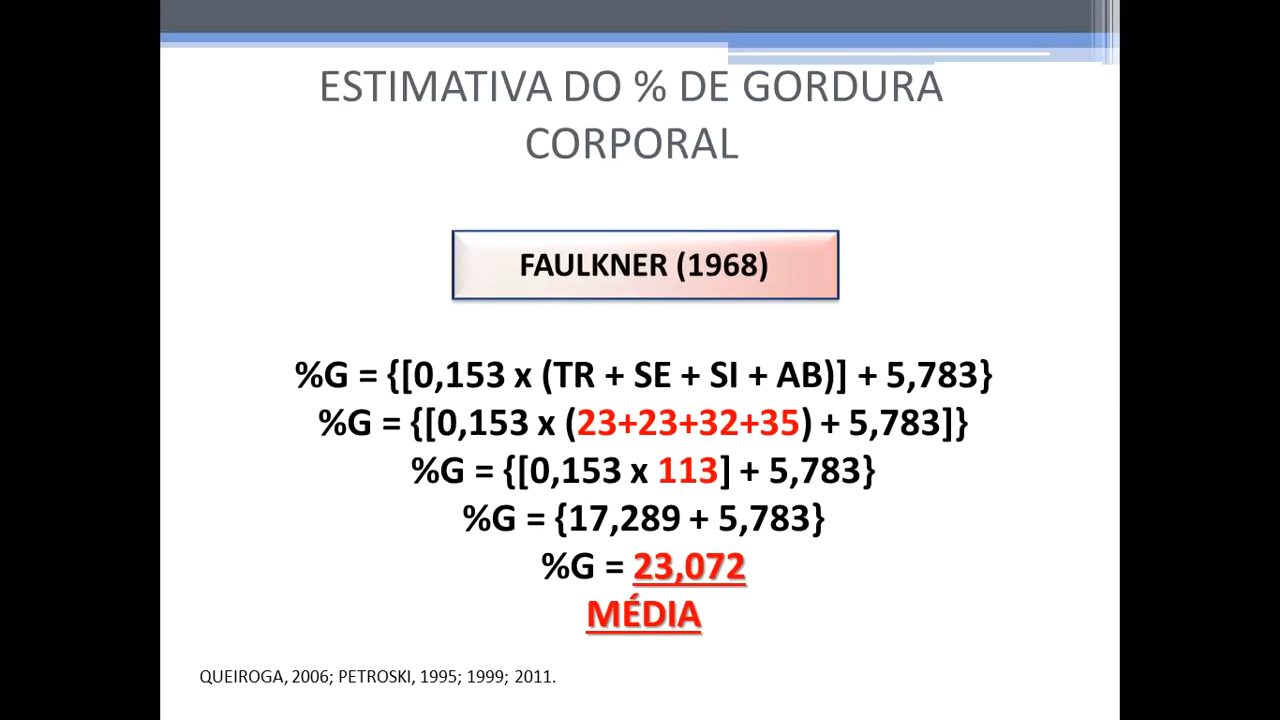 ESTIMATIVA DO % DE GORDURA
CORPORAL
FAULKNER (1968)
%G = {[0,153 x (TR + SE + SI + AB)] + 5,783}
%G = {[0,153 x (23+23+32+35) + 5,783]}
%G = {[0,153 x 113] + 5,783}
%G = {17,289 + 5,783}
%G = 23,072
MÉDIA
QUEIROGA, 2006; PETROSKI, 1995; 1999; 2011.